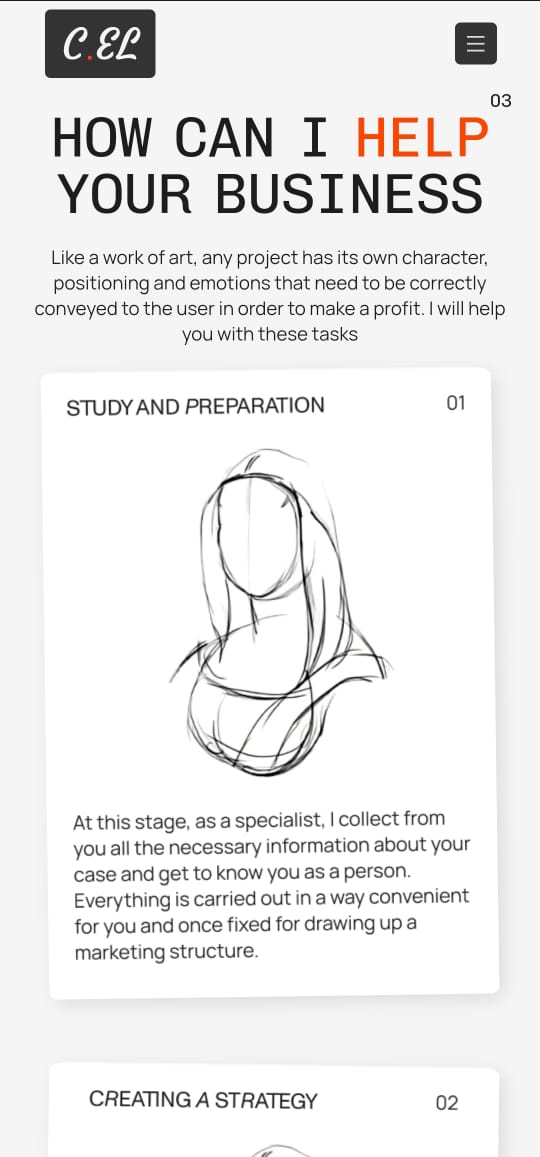 C.EL
03
HOW CAN I HELP
YOUR BUSINESS
Like a work of art, any project has its own character,
positioning and emotions that need to be correctly
conveyed to the user in order to make a profit. I will help
you with these tasks
STUDY AND PREPARATION 01
At this stage, as a specialist, I collect from
you all the necessary information about your
case and get to know you as a person.
Everything is carried out in a way convenient
for you and once fixed for drawing up a
marketing structure.
CREATING A STRATEGY 02